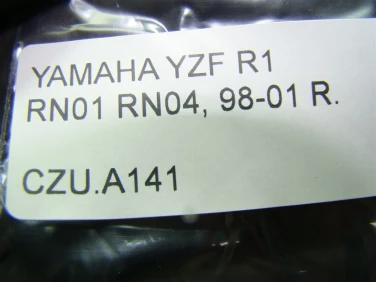 YAMAHA YZF R1
RN01 RN04, 98-01 R.
CZU.A141